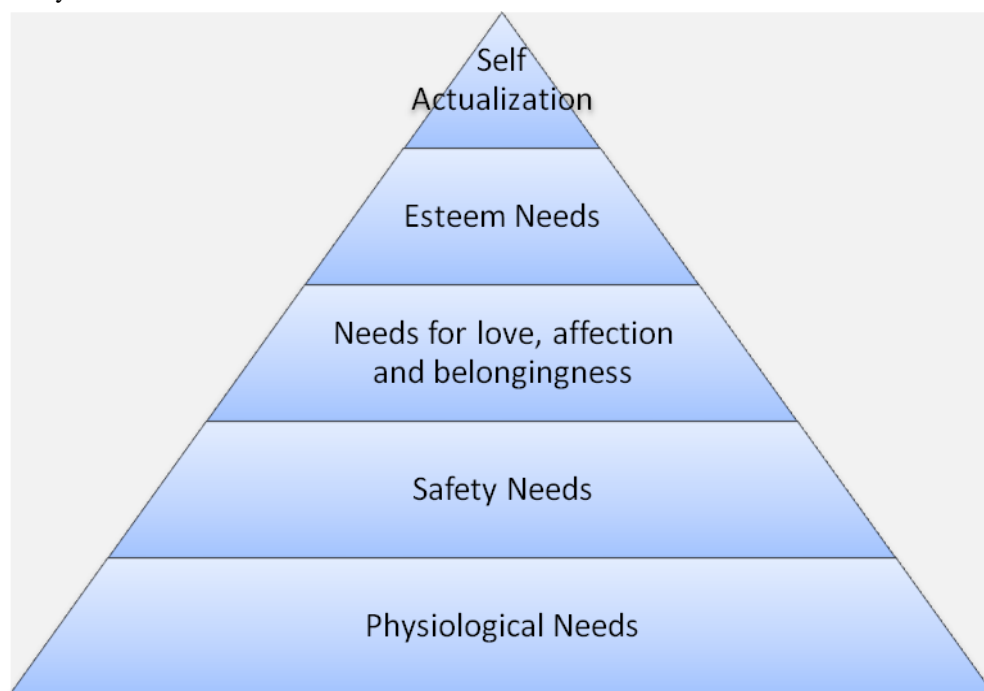 Self
Actualization
Esteem Needs
Needs for love, affection
and belongingness
Safety Needs
Physiological Needs